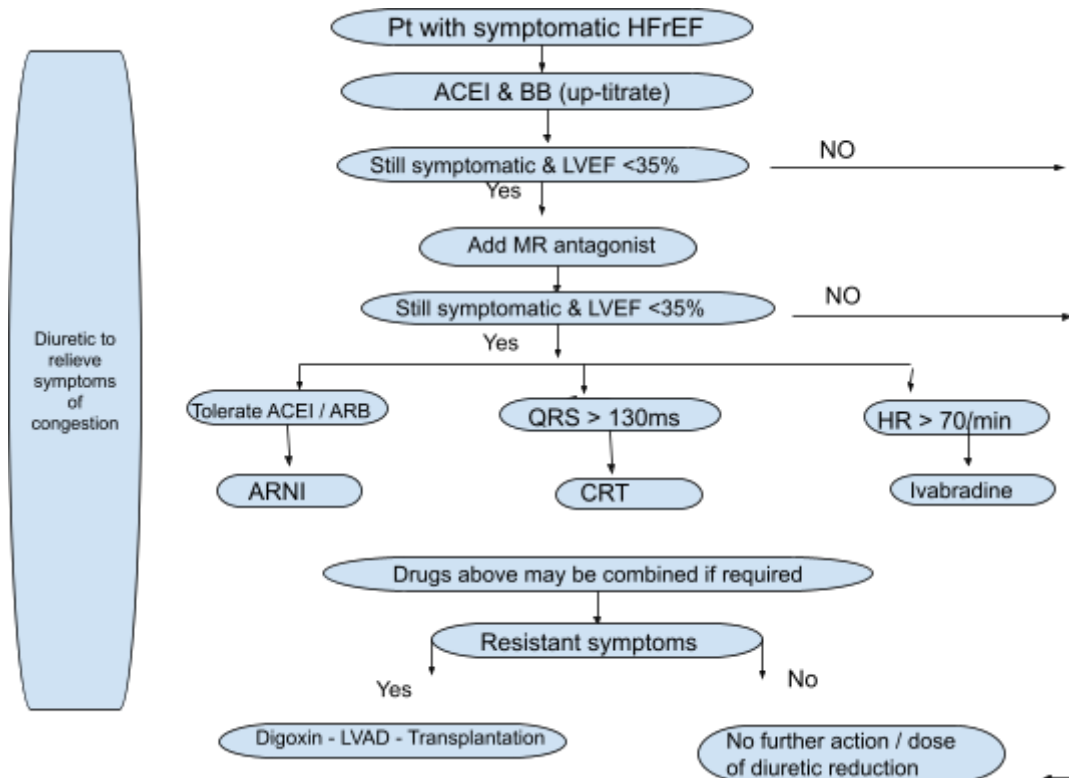 Pt with symptomatic HFrEF
ACEI & BB (up-titrate)
Still symptomatic & LVEF <35%
NO
Yes
Add MR antagonist
Still symptomatic & LVEF <35%
NO
Yes
Diuretic to
relieve
symptoms
of
congestion
Tolerate ACEI / ARB
QRS > 130ms
HR > 70/min
ARNI
CRT
Ivabradine
Drugs above may be combined if required
Resistant symptoms
Yes
No
Digoxin - LVAD - Transplantation
No further action / dose
of diuretic reduction